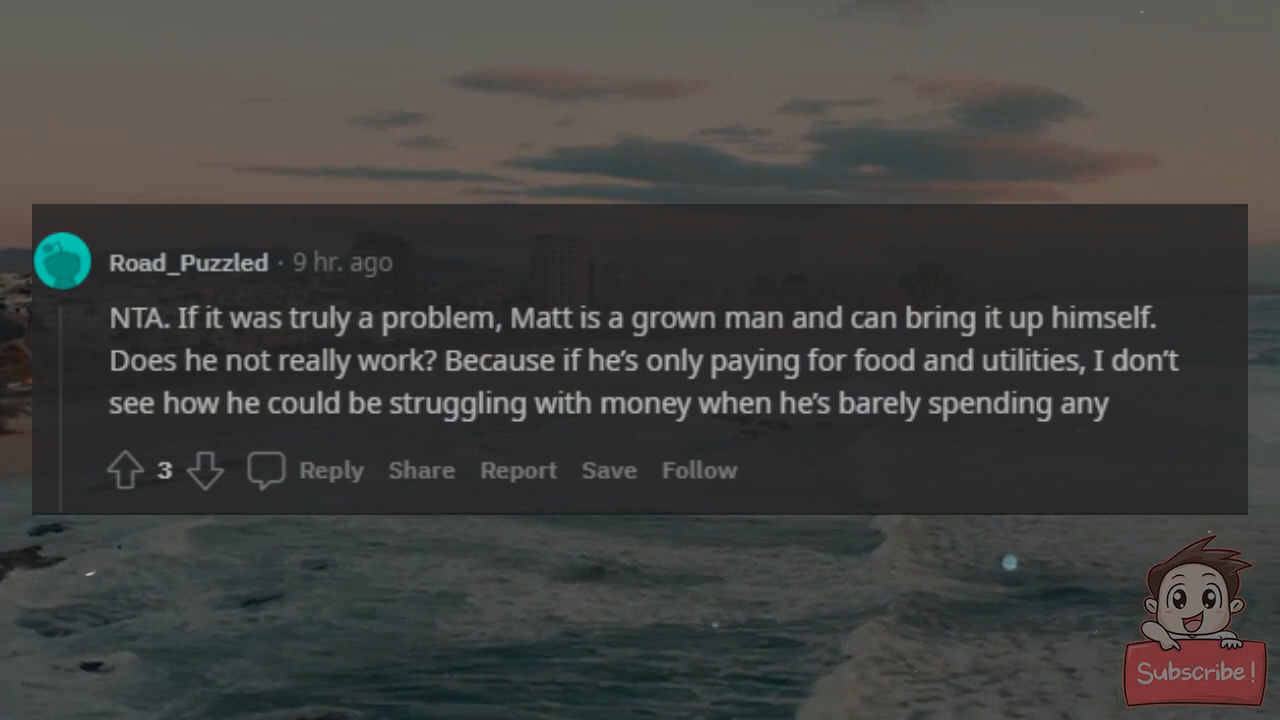 Road_Puzzled · 9 hr. ago
NTA. If it was truly a problem, Matt is a grown man and can bring it up himself.
Does he not really work? Because if he’s only paying for food and utilities, I don’t
see how he could be struggling with money when he’s barely spending any
3 Reply Share Report Save Follow
Subscribe!